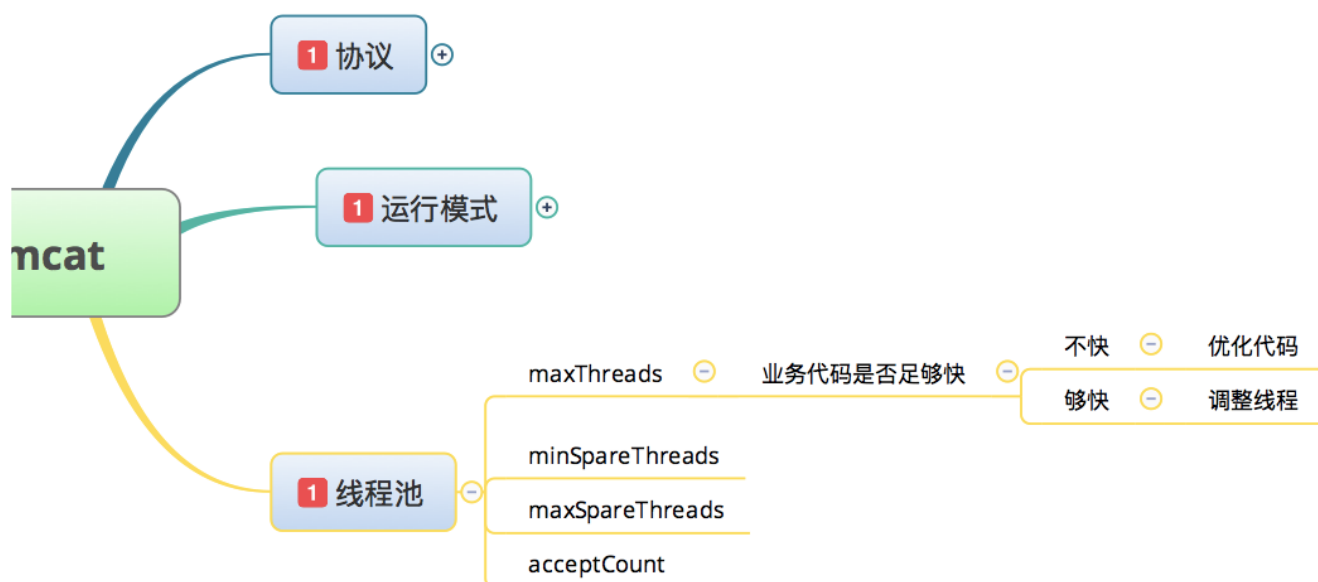 1 协议
1 运行模式
mcat
不快 优化代码
maxThreads 业务代码是否足够快
够快 调整线程
minSpareThreads
1 线程池
maxSpareThreads
acceptCount